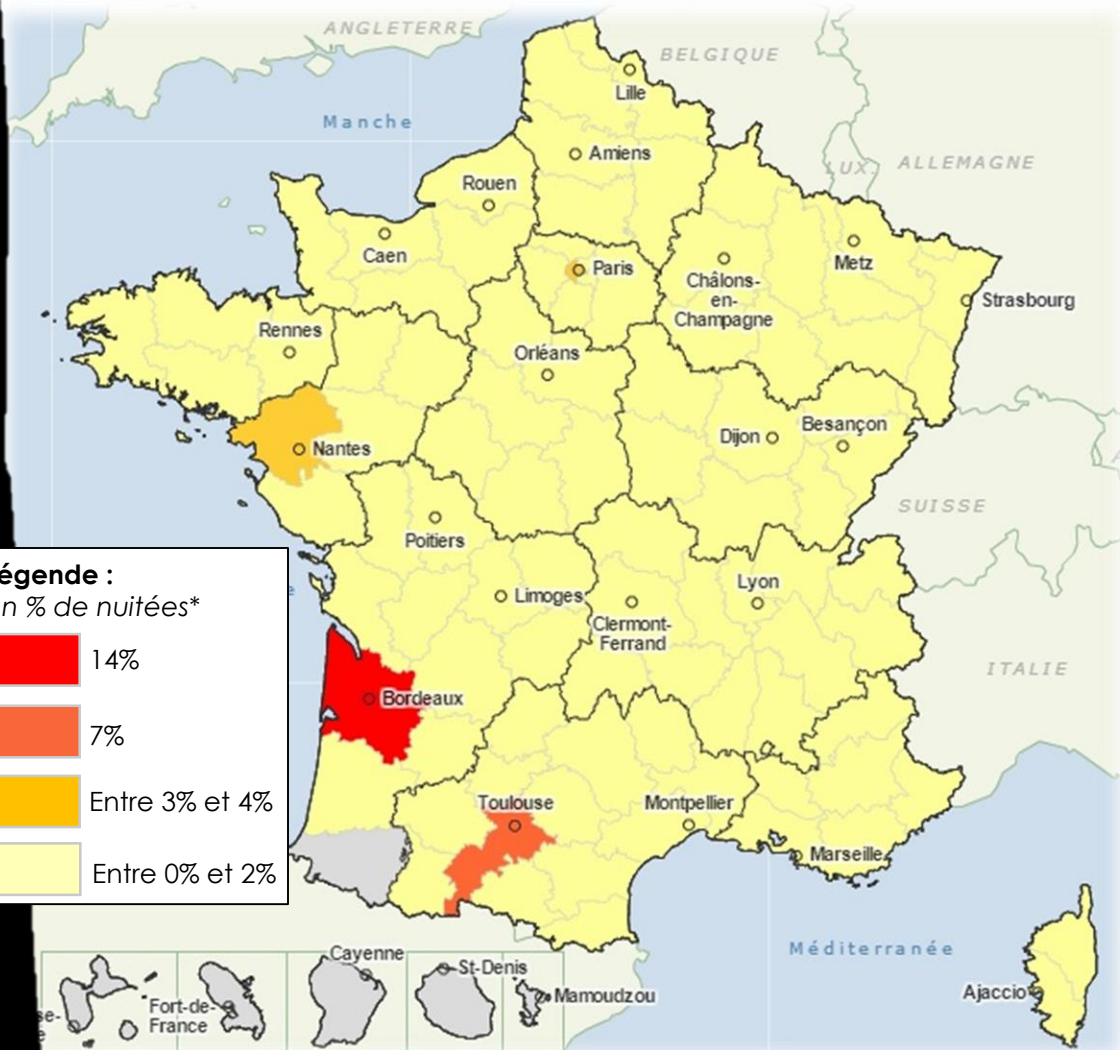 ANGLETERRE
BELGIQUE
Lille
Manche
Amiens
LUX.
ALLEMAGNE
Rouen
Caen
Paris
Metz
Châlons-
en-
Champagne
Strasbourg
Rennes
Orléans
Nantes
Dijon
Besançon
SUISSE
Poitiers
Limoges
Lyon
Clermont-
Ferrand
ITALIE
égende :
n % de nuitées*
14%
7%
Entre 3% et 4%
Entre 0% et 2%
Bordeaux
Toulouse
Montpellier
Marseille
Méditerranée
Ajaccio
Cayenne
St-Denis
Mamoudzou
Fort-de-
France